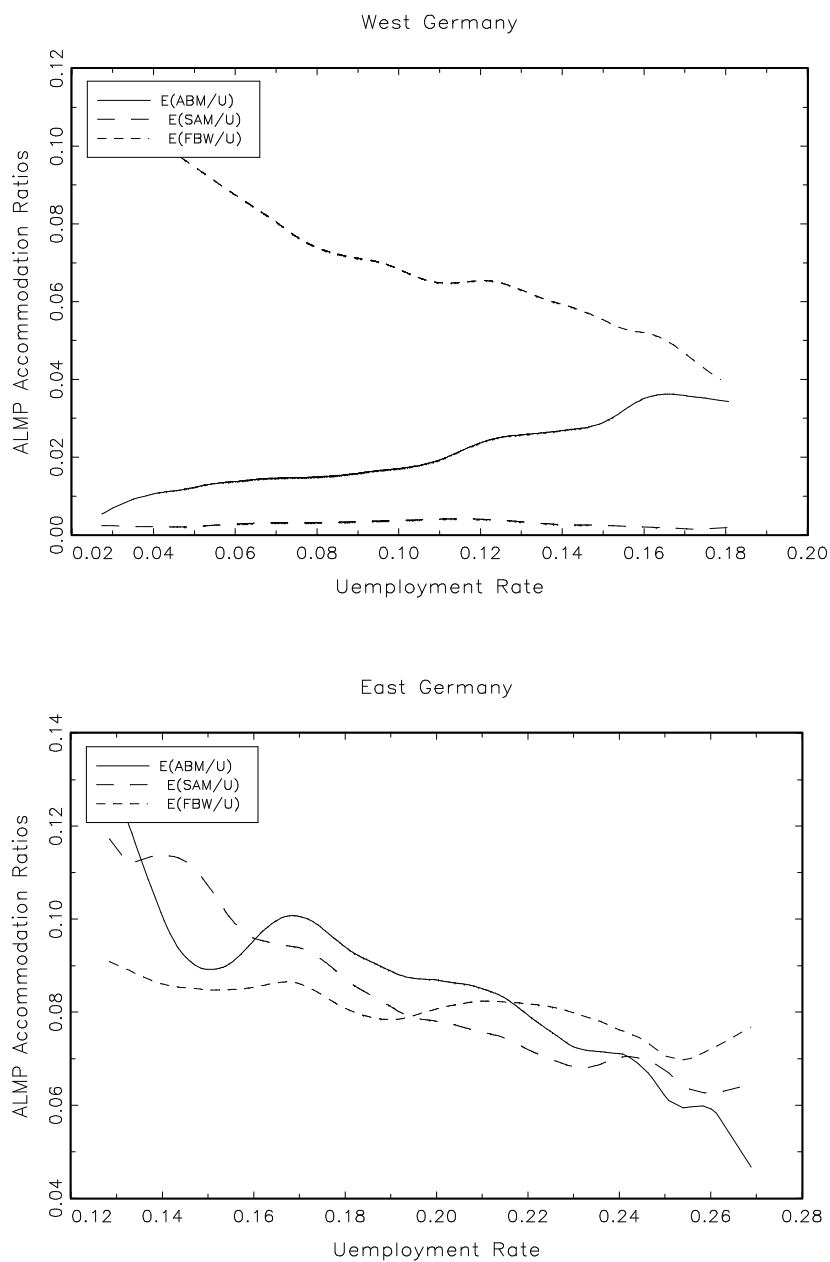 West Germany
ALMP Accommodation Ratios
0.12
0.10
0.08
0.06
0.04
0.02
0.00
E(ABM/U)
E(SAM/U)
E(FBW/U)
0.02 0.04 0.06 0.08 0.10 0.12 0.14 0.16 0.18 0.20
Uemployment Rate
East Germany
ALMP Accommodation Ratios
0.14
0.12
0.10
0.08
0.06
0.04
E(ABM/U)
E(SAM/U)
E(FBW/U)
0.12 0.14 0.16 0.18 0.20 0.22 0.24 0.26 0.28
Uemployment Rate